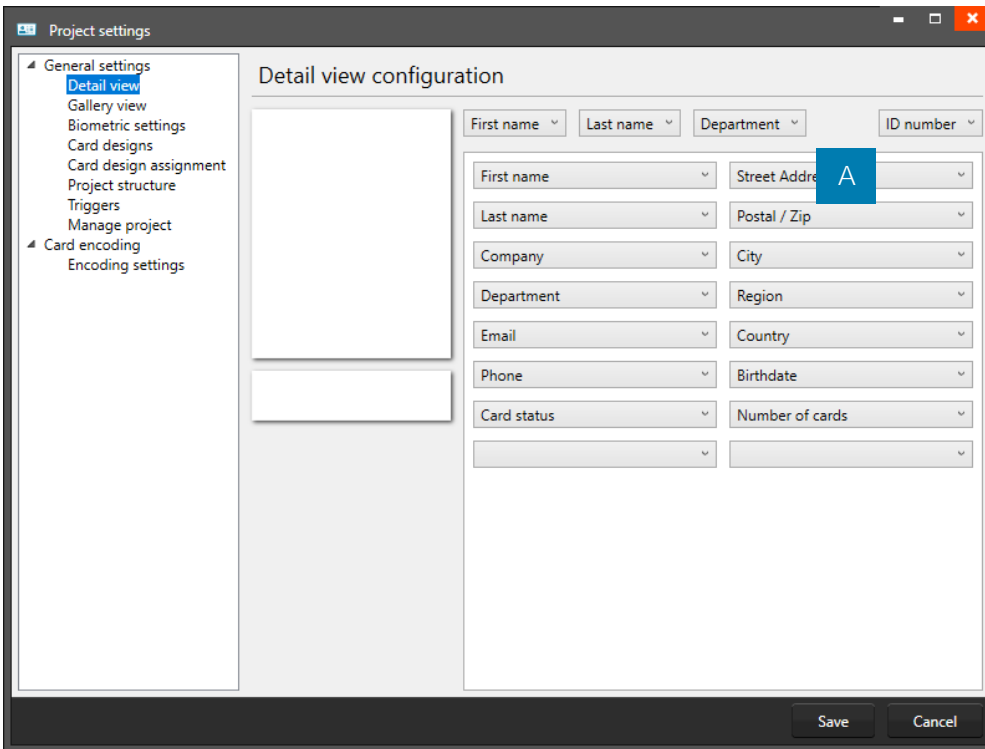 Project settings
General settings
Detail view
Gallery view
Biometric settings
Card designs
Card design assignment
Project structure
Triggers
Manage project
Card encoding
Encoding settings
Detail view configuration
First name Last name Department ID number
First name Street Addre A
Last name Postal / Zip
Company City
Department Region
Email Country
Phone Birthdate
Card status Number of cards
Save Cancel